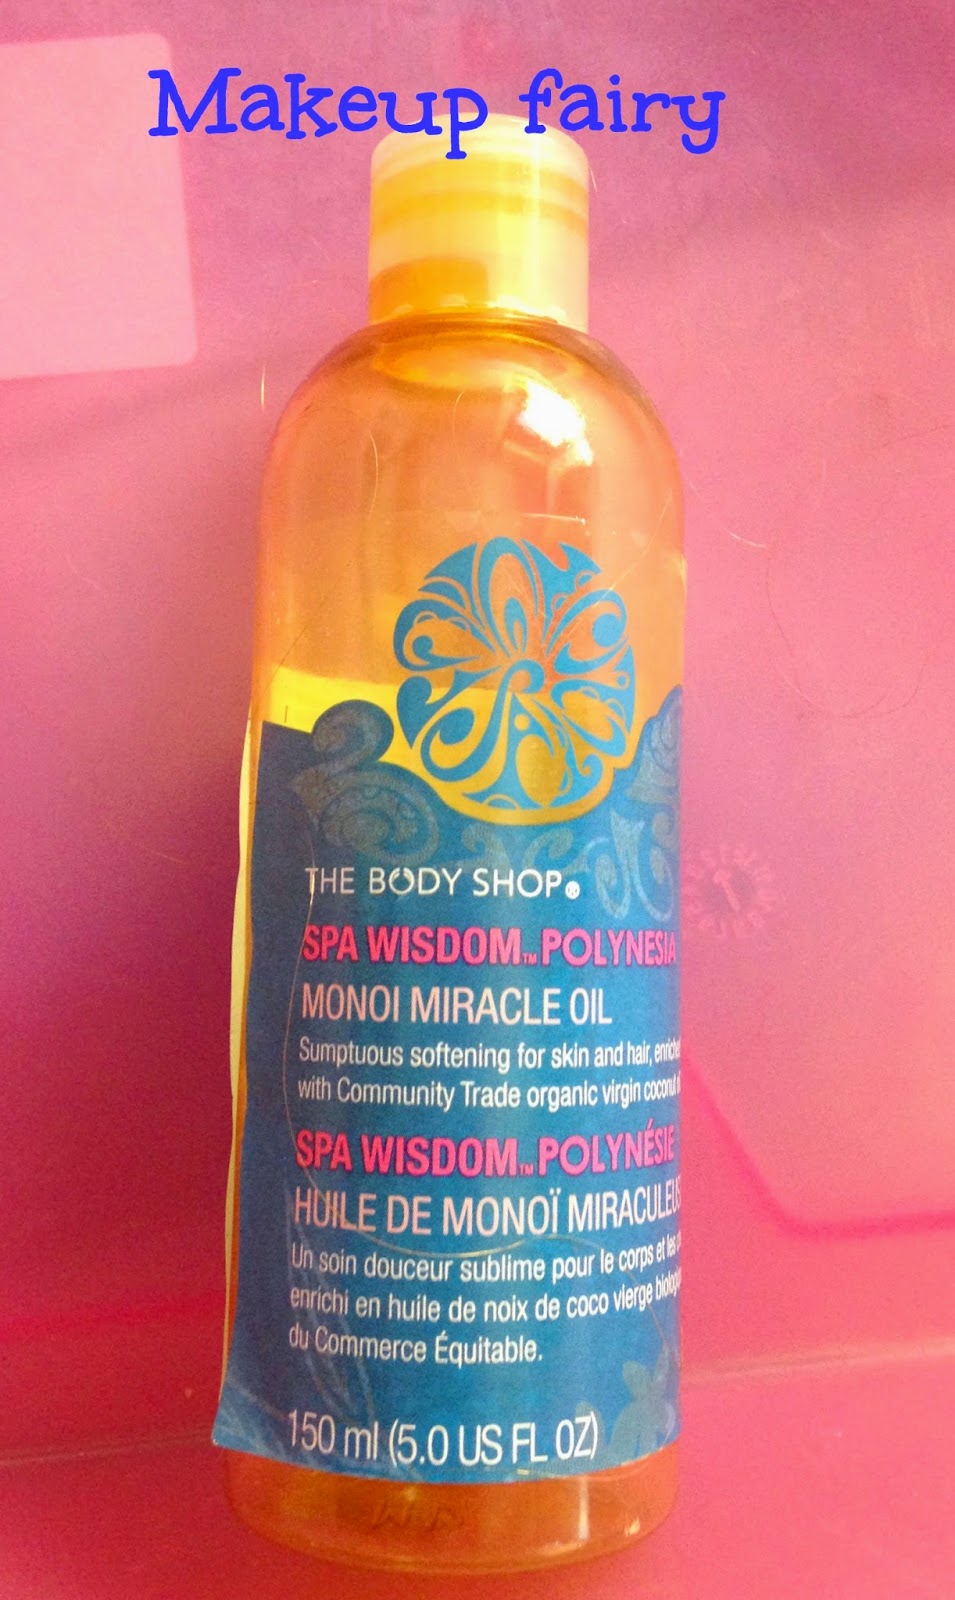 Makeup fairy
THE BODY SHOP®
SPA WISDOM™ POLYNESIA
MONOI MIRACLE OIL
Sumptuous softening for skin and hair,
with Community Trade organic virgin coconut
SPA WISDOM™ POLYNÉSIE
HUILE DE MONOÏ
Un soin douceur sublime pour le corps et les
enrichi en huile de noix de coco vierge
du Commerce Équitable.
150 ml (5.0 US FL OZ)